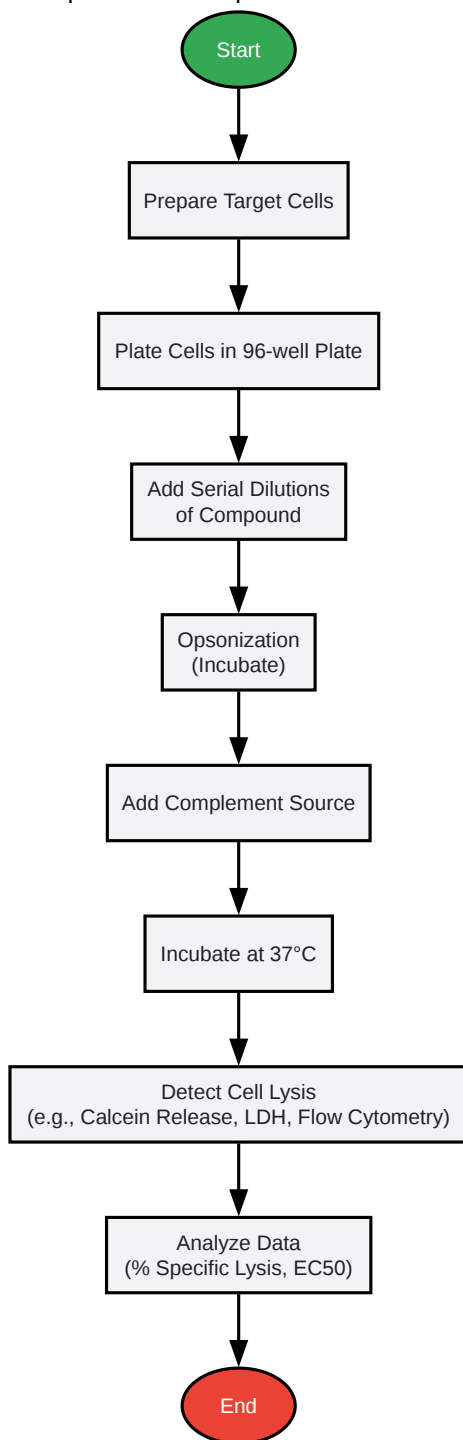 Start
Prepare Target Cells
Plate Cells in 96-well Plate
Add Serial Dilutions
of Compound
Opsonization
(Incubate)
Add Complement Source
Incubate at 37°C
Detect Cell Lysis
(e.g., Calcein Release, LDH, Flow Cytometry)
Analyze Data
(% Specific Lysis, EC50)
End